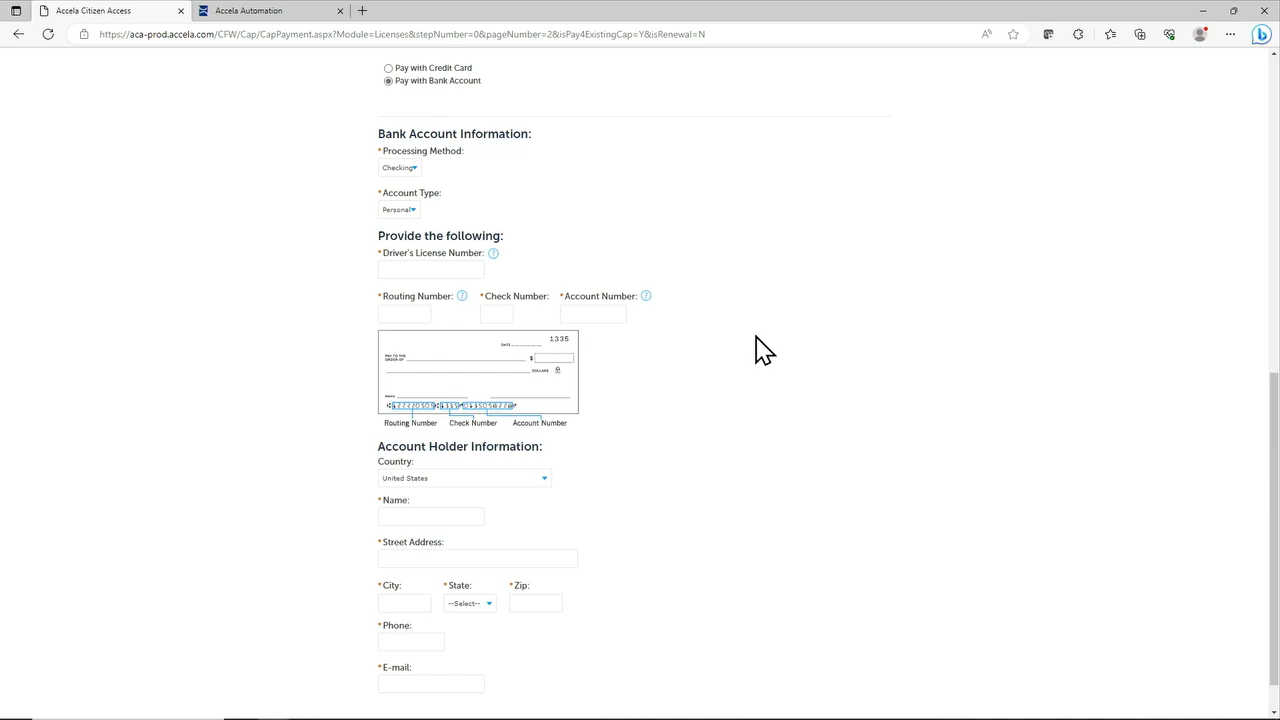 Accela Citizen Access
Accela Automation
https://aca-prod.accela.com/CFW/Cap/CapPayment.aspx?Module=Licenses&stepNumber=0&pageNumber=2&isPay4ExistingCap=Y&isRenewal=N
Pay with Credit Card
Pay with Bank Account
Bank Account Information:
*Processing Method:
Checking
*Account Type:
Personal
Provide the following:
*Driver's License Number: ?
*Routing Number: ? *Check Number: *Account Number: ?
1335
DATE
PAY TO THE
ORDER OF $
DOLLARS
Routing Number Check Number Account Number
Account Holder Information:
Country:
United States
*Name:
*Street Address:
*City: *State: *Zip:
--Select--
*Phone:
*E-mail: